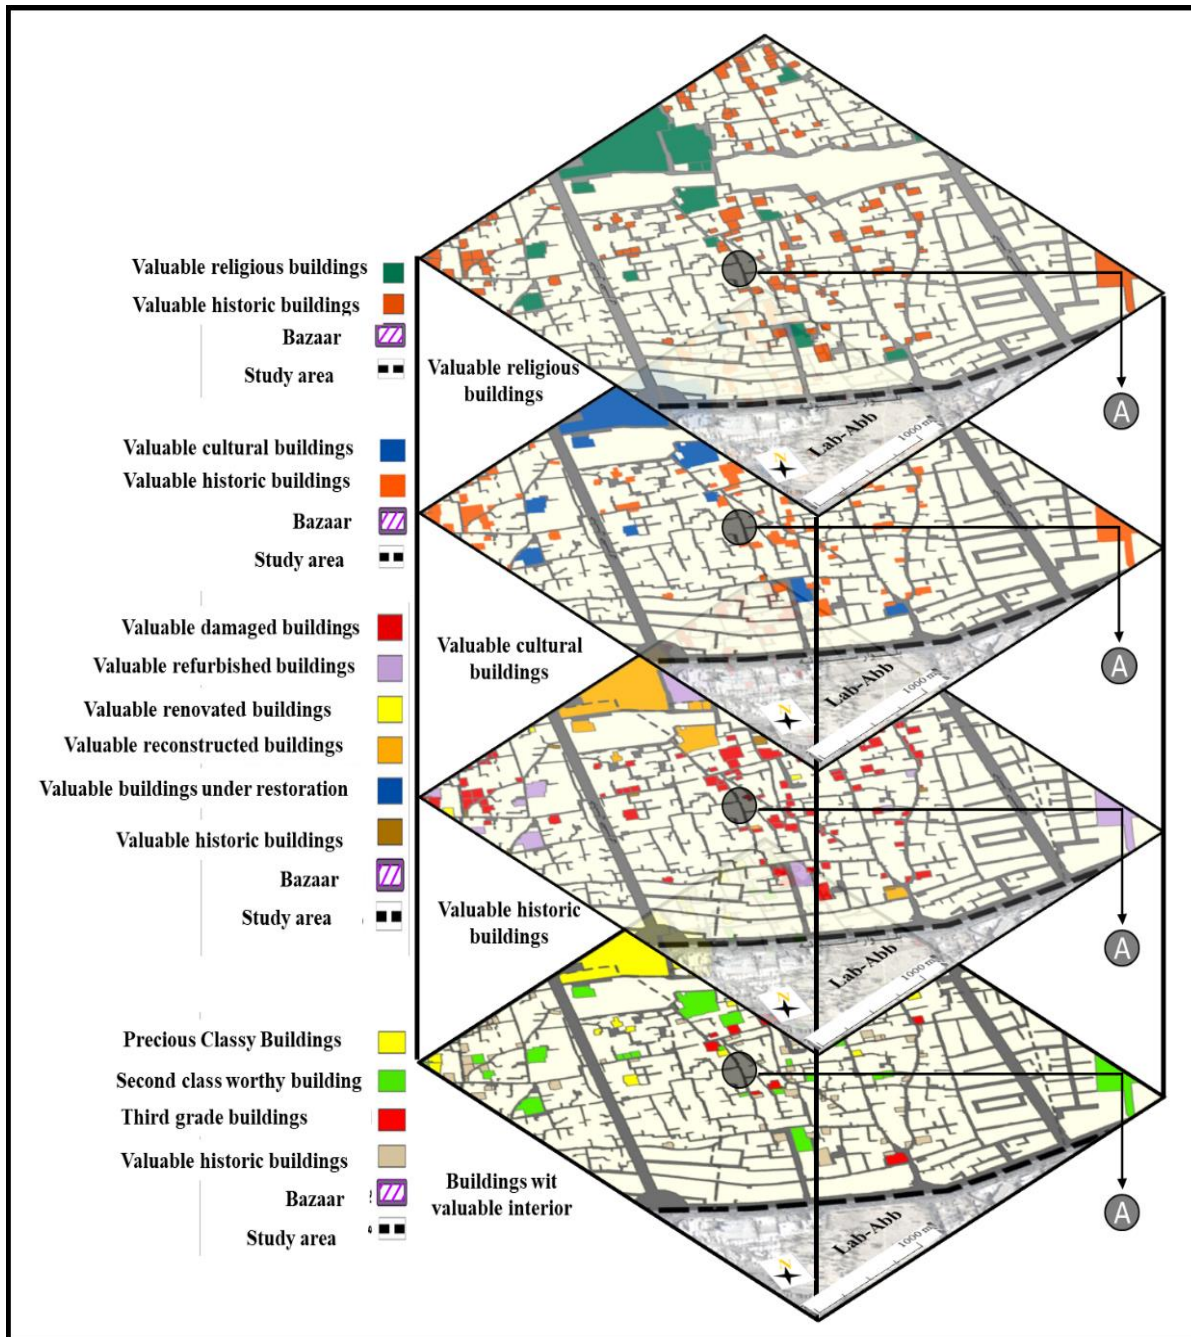 Valuable religious buildings
Valuable historic buildings
Bazaar
Study area
Valuable religious
buildings
Lab-Abb
1000 m
A
Valuable cultural buildings
Valuable historic buildings
Bazaar
Study area
Valuable cultural
buildings
Lab-Abb
1000 m
A
Valuable damaged buildings
Valuable refurbished buildings
Valuable renovated buildings
Valuable reconstructed buildings
Valuable buildings under restoration
Valuable historic buildings
Bazaar
Study area
Valuable historic
buildings
Lab-Abb
1000 m
A
Precious Classy Buildings
Second class worthy building
Third grade buildings
Valuable historic buildings
Bazaar
Study area
Buildings wit
valuable interior
Lab-Abb
1000 m
A